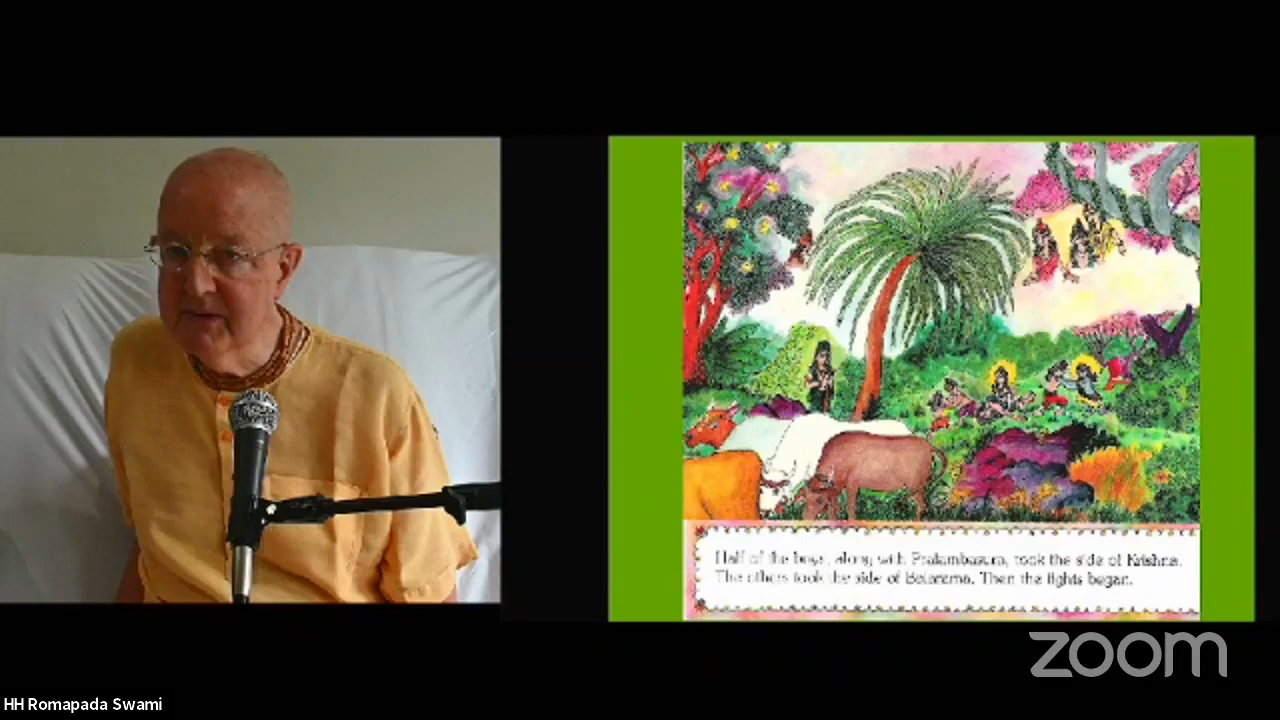 Half of the boys, along with Pralambasura, took the side of Krishna.
The others took the side of Balarama. Then the fights began.
zoom
HH Romapada Swami